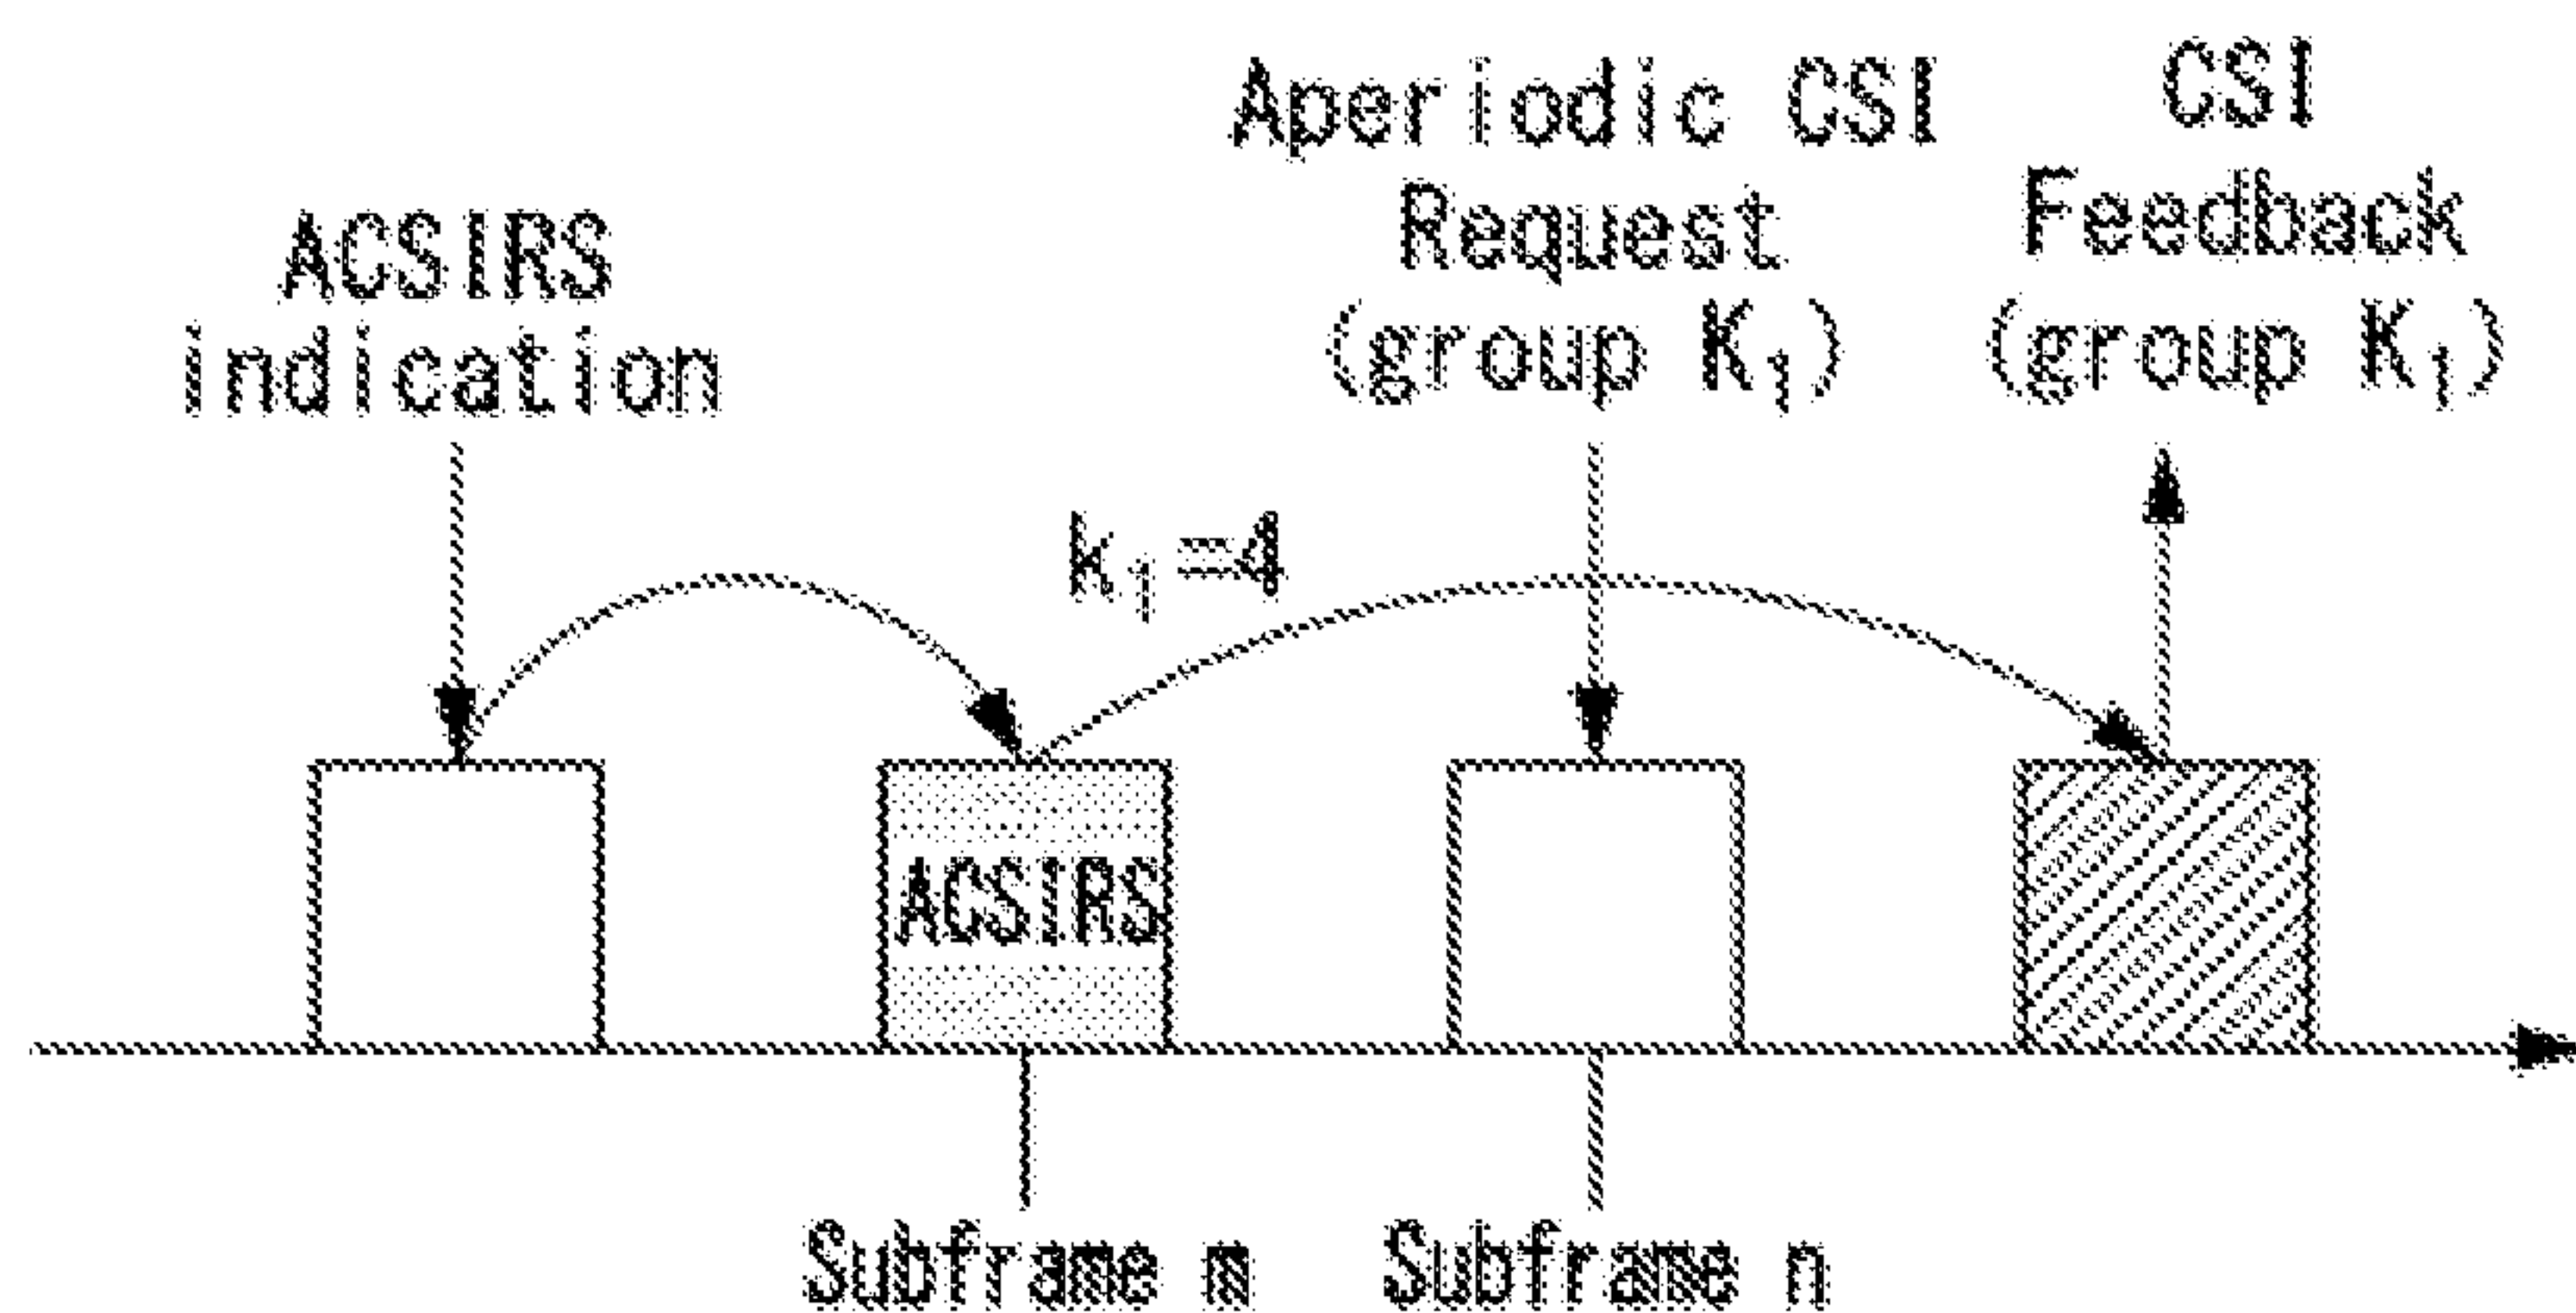 ACSIRS
indication
Aperiodic CSI
Request
(group K₁)
CSI
Feedback
(group K₁)
k₁=4
ACSIRS
Subframe m
Subframe n